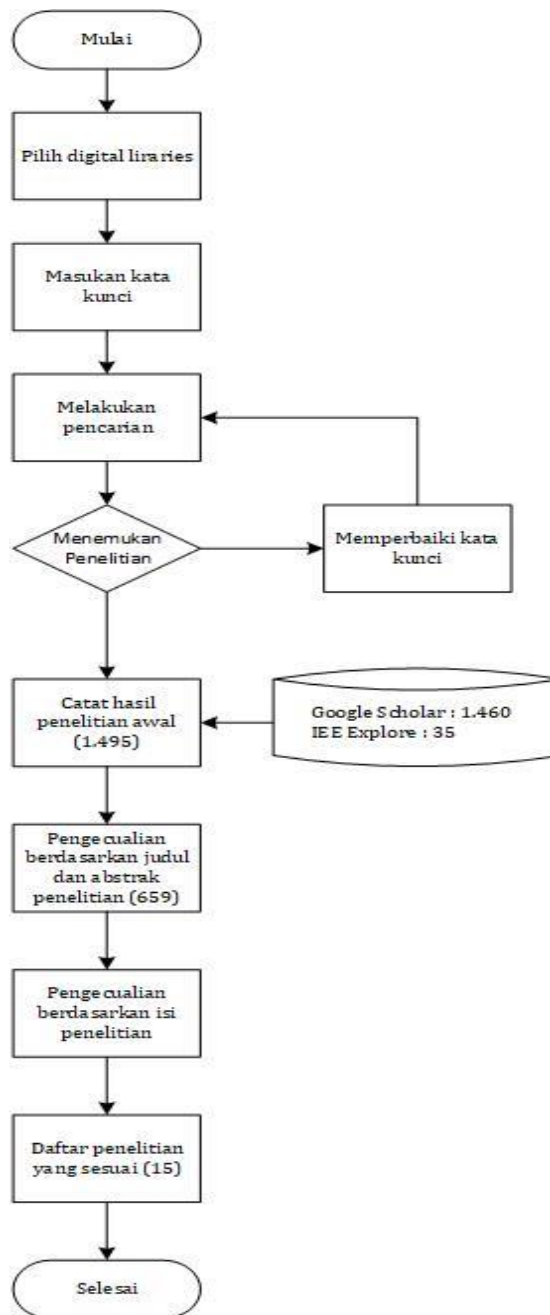 Mulai
Pilih digital liraries
Masukan kata
kunci
Melakukan
pencarian
Menemukan
Penelitian
Memperbaiki kata
kunci
Catat hasil
penelitian awal
(1.495)
Google Scholar : 1.460
IEE Explore : 35
Pengecualian
berdasarkan judul
dan abstrak
penelitian (659)
Pengecualian
berdasarkan isi
penelitian
Daftar penelitian
yang sesuai (15)
Selesai